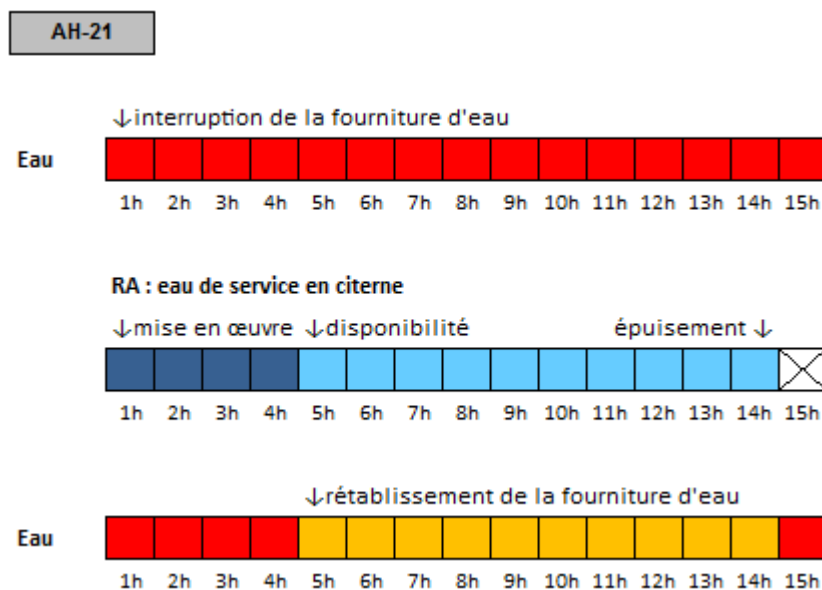 AH-21
↓interruption de la fourniture d'eau
Eau
1h 2h 3h 4h 5h 6h 7h 8h 9h 10h 11h 12h 13h 14h 15h
RA : eau de service en citerne
↓mise en œuvre ↓disponibilité épuisement ↓
1h 2h 3h 4h 5h 6h 7h 8h 9h 10h 11h 12h 13h 14h 15h
↓rétablissement de la fourniture d'eau
Eau
1h 2h 3h 4h 5h 6h 7h 8h 9h 10h 11h 12h 13h 14h 15h